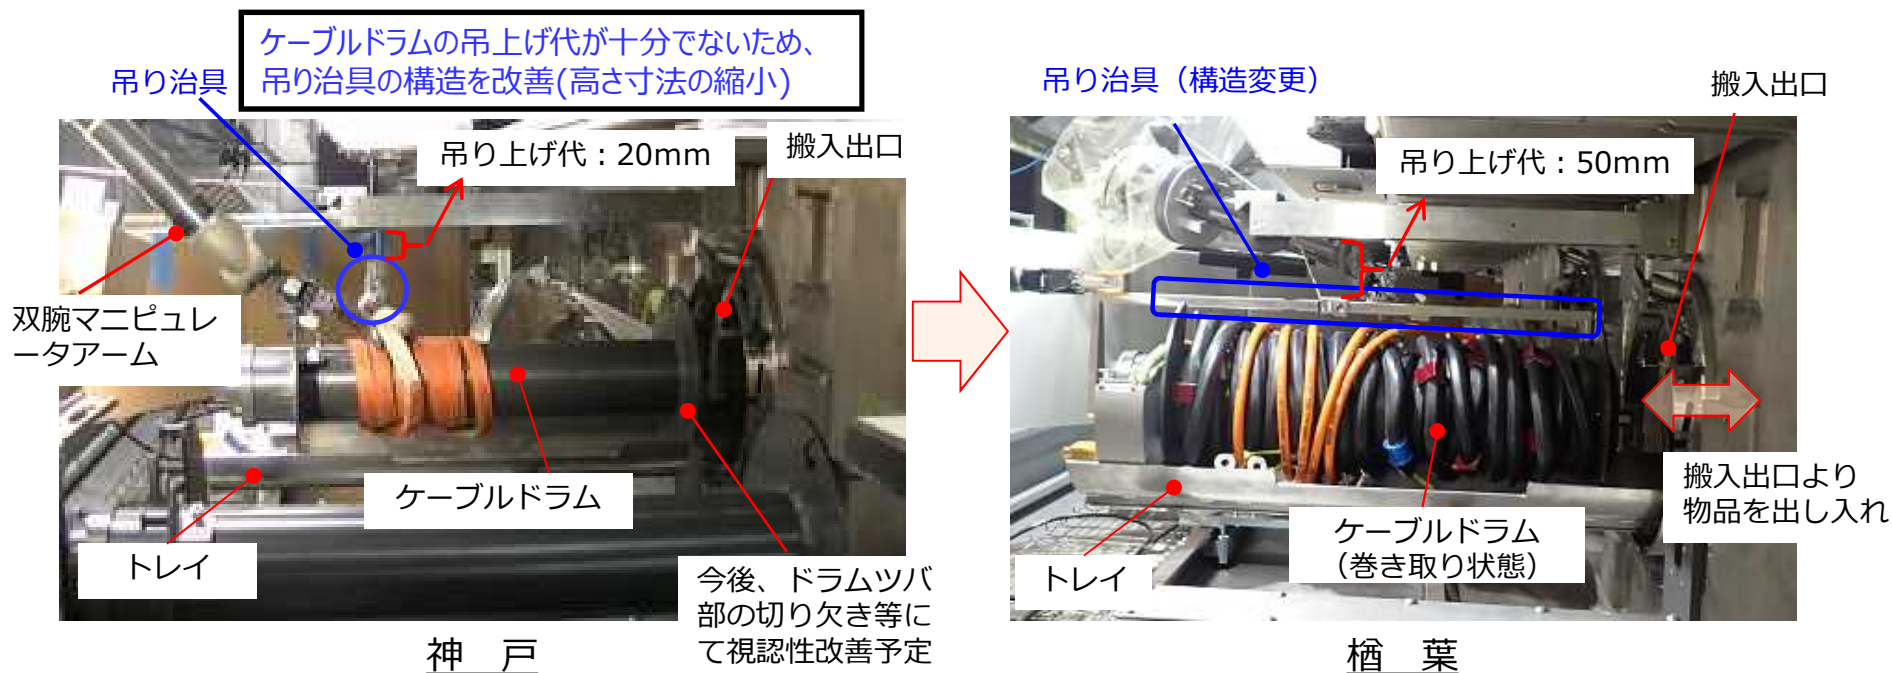 ケーブルドラムの吊上げ代が十分でないため、
吊り治具の構造を改善(高さ寸法の縮小)
吊り治具
吊り上げ代：20mm
搬入出口
双腕マニピュレ
ータアーム
ケーブルドラム
トレイ
今後、ドラムツバ
部の切り欠き等に
て視認性改善予定
神　戸
吊り治具（構造変更）
搬入出口
吊り上げ代：50mm
搬入出口より
物品を出し入れ
ケーブルドラム
（巻き取り状態）
トレイ
楢　葉